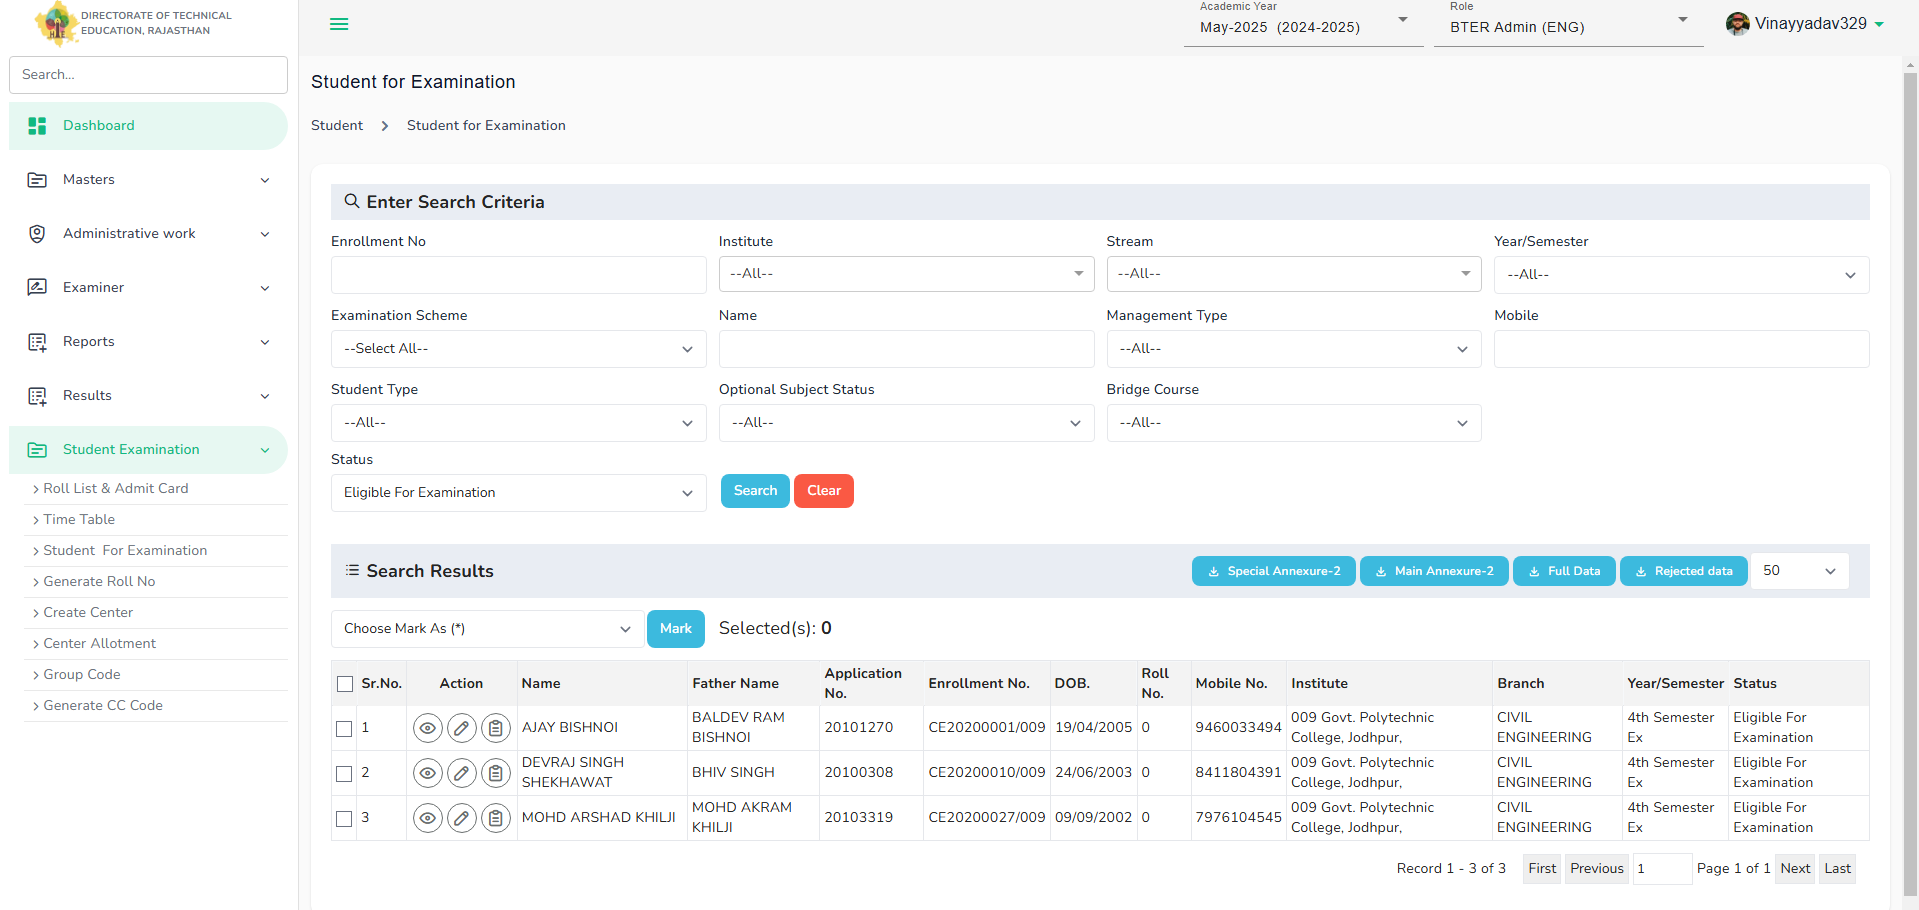 DIRECTORATE OF TECHNICAL
EDUCATION, RAJASTHAN
Academic Year
May-2025 (2024-2025)
Role
BTER Admin (ENG)
Vinayyadav329
Search...
Dashboard
Masters
Administrative work
Examiner
Reports
Results
Student Examination
Roll List & Admit Card
Time Table
Student For Examination
Generate Roll No
Create Center
Center Allotment
Group Code
Generate CC Code
Student for Examination
Student > Student for Examination
Enter Search Criteria
Enrollment No Institute Stream Year/Semester
--All-- --All-- --All--
Examination Scheme Name Management Type Mobile
--Select All-- --All--
Student Type Optional Subject Status Bridge Course
--All-- --All-- --All--
Status
Eligible For Examination Search Clear
Search Results Special Annexure-2 Main Annexure-2 Full Data Rejected data 50
Choose Mark As (*) Mark Selected(s): 0
Sr.No. Action Name Father Name Application No. Enrollment No. DOB. Roll No. Mobile No. Institute Branch Year/Semester Status
1 AJAY BISHNOI BALDEV RAM BISHNOI 20101270 CE20200001/009 19/04/2005 0 9460033494 009 Govt. Polytechnic College, Jodhpur, CIVIL ENGINEERING 4th Semester Ex Eligible For Examination
2 DEVRAJ SINGH SHEKHAWAT BHIV SINGH 20100308 CE20200010/009 24/06/2003 0 8411804391 009 Govt. Polytechnic College, Jodhpur, CIVIL ENGINEERING 4th Semester Ex Eligible For Examination
3 MOHD ARSHAD KHILJI MOHD AKRAM KHILJI 20103319 CE20200027/009 09/09/2002 0 7976104545 009 Govt. Polytechnic College, Jodhpur, CIVIL ENGINEERING 4th Semester Ex Eligible For Examination
Record 1 - 3 of 3 First Previous 1 Page 1 of 1 Next Last